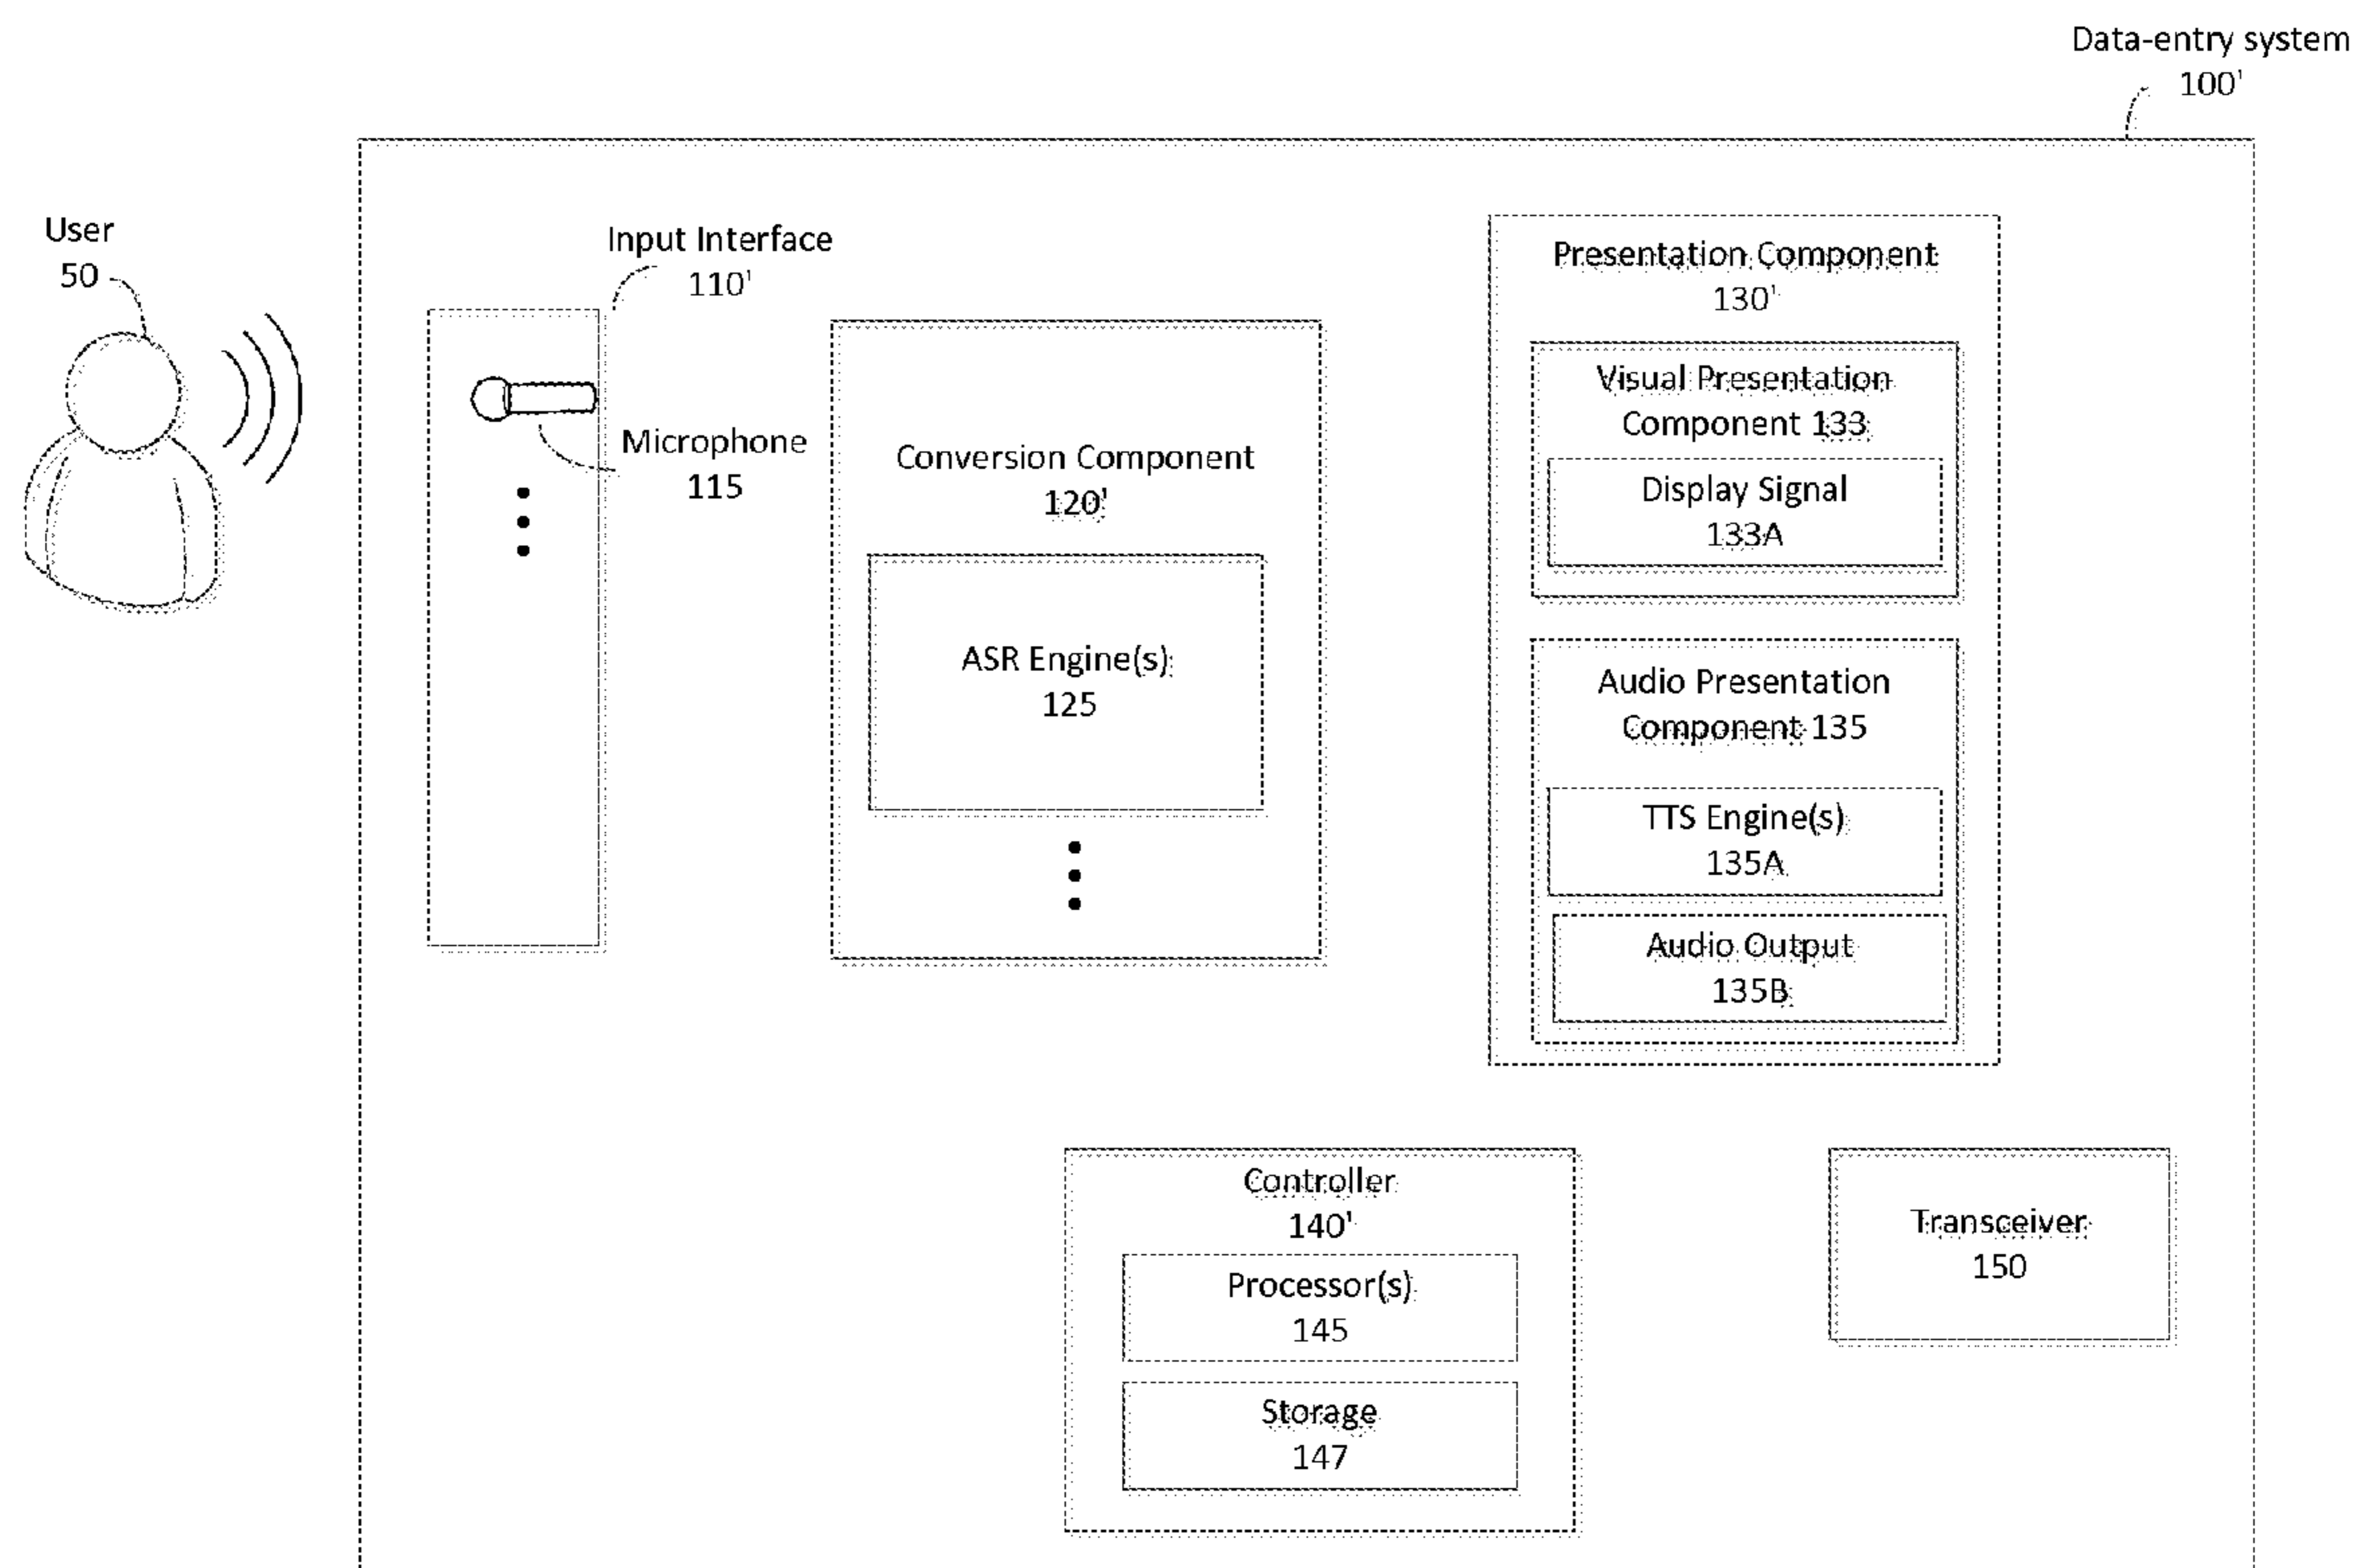 Data-entry system
100'
User
50
Input Interface
110'
Microphone
115
Conversion Component
120'
ASR Engine(s)
125
Presentation Component
130'
Visual Presentation
Component 133
Display Signal
133A
Audio Presentation
Component 135
TTS Engine(s)
135A
Audio Output
135B
Controller
140'
Processor(s)
145
Storage
147
Transceiver
150